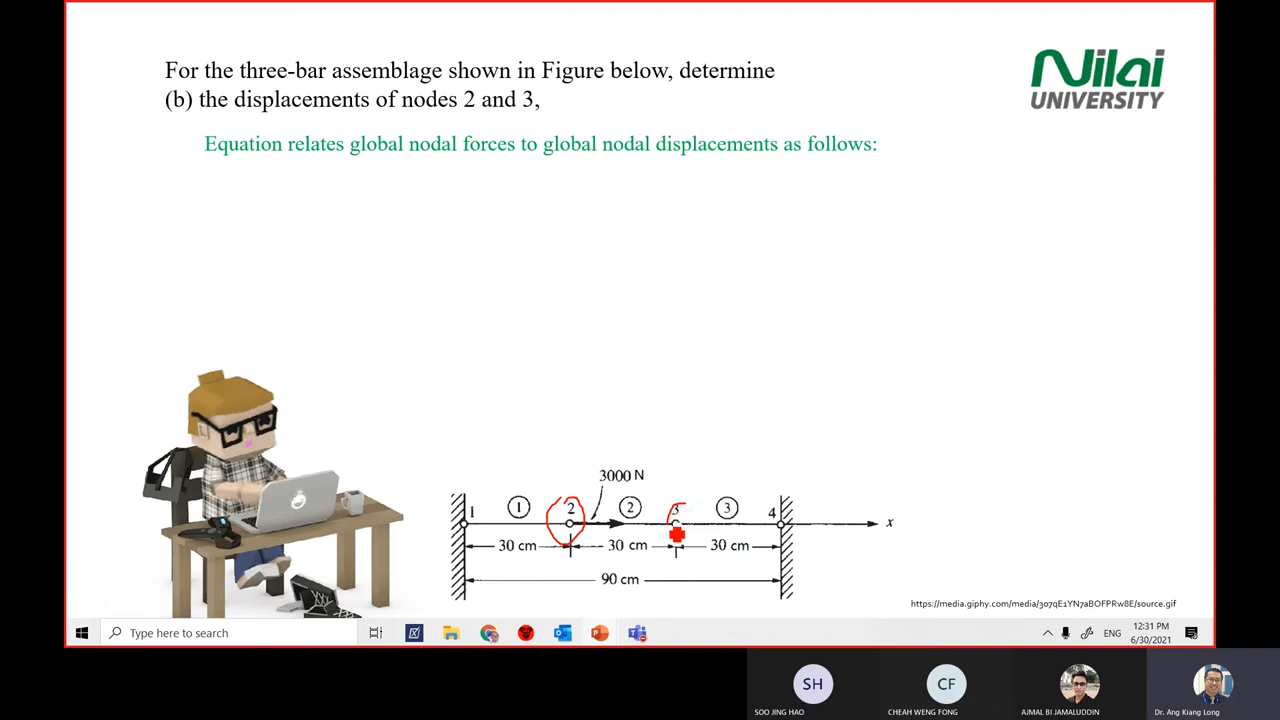 For the three-bar assemblage shown in Figure below, determine
(b) the displacements of nodes 2 and 3,
Nilai
UNIVERSITY
Equation relates global nodal forces to global nodal displacements as follows:
3000 N
1 ① 2 ② 3 ③ 4
x
30 cm 30 cm 30 cm
90 cm
https://media.giphy.com/media/307qE1YN7aBOFPRw8E/source.gif
Type here to search
ENG
12:31 PM
6/30/2021
SH
CF
SOO JING HAO
CHEAH WENG FONG
AJMAL BI JAMALUDDIN
Dr. Ang Kiang Long